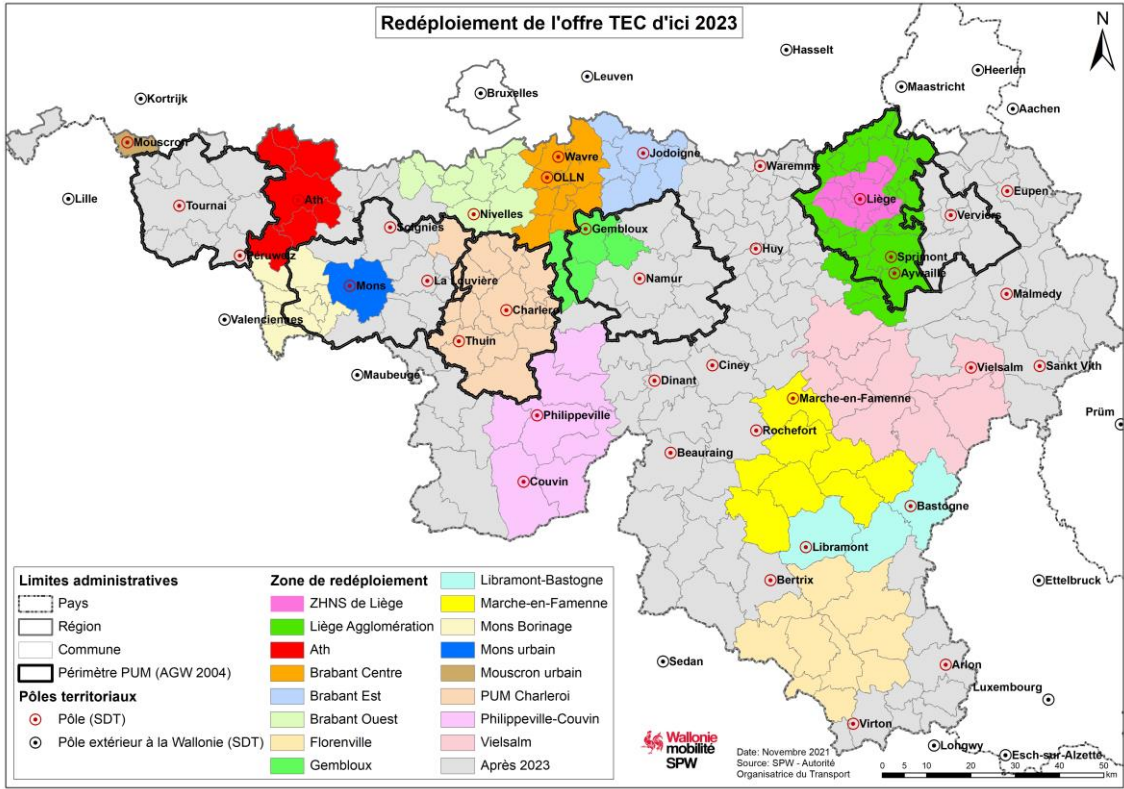 Redéploiement de l'offre TEC d'ici 2023
N
Hasselt
Heerlen
Leuven
Maastricht
Bruxelles
Kortrijk
Aachen
Mouscron
Wavre
Jodoigne
Waremme
OLLN
Eupen
Lille
Tournai
Ath
Liège
Nivelles
Verviers
Soignies
Gembloux
Huy
Péruwelz
Sprimont
Aywaille
La Louvière
Namur
Mons
Malmedy
Charleroi
Valenciennes
Thuin
Maubeuge
Ciney
Vielsalm
Sankt Vith
Dinant
Marche-en-Famenne
Philippeville
Prüm
Rochefort
Beauraing
Couvin
Bastogne
Libramont
Bertrix
Ettelbruck
Sedan
Arlon
Luxembourg
Virton
Longwy
Esch-sur-Alzette
Limites administratives
Pays
Région
Commune
Périmètre PUM (AGW 2004)
Pôles territoriaux
Pôle (SDT)
Pôle extérieur à la Wallonie (SDT)
Zone de redéploiement
ZHNS de Liège
Liège Agglomération
Ath
Brabant Centre
Brabant Est
Brabant Ouest
Florenville
Gembloux
Libramont-Bastogne
Marche-en-Famenne
Mons Borinage
Mons urbain
Mouscron urbain
PUM Charleroi
Philippeville-Couvin
Vielsalm
Après 2023
Wallonie
mobilité
SPW
Date: Novembre 2021
Source: SPW - Autorité
Organisatrice du Transport
0 5 10 20 30 40 50
km